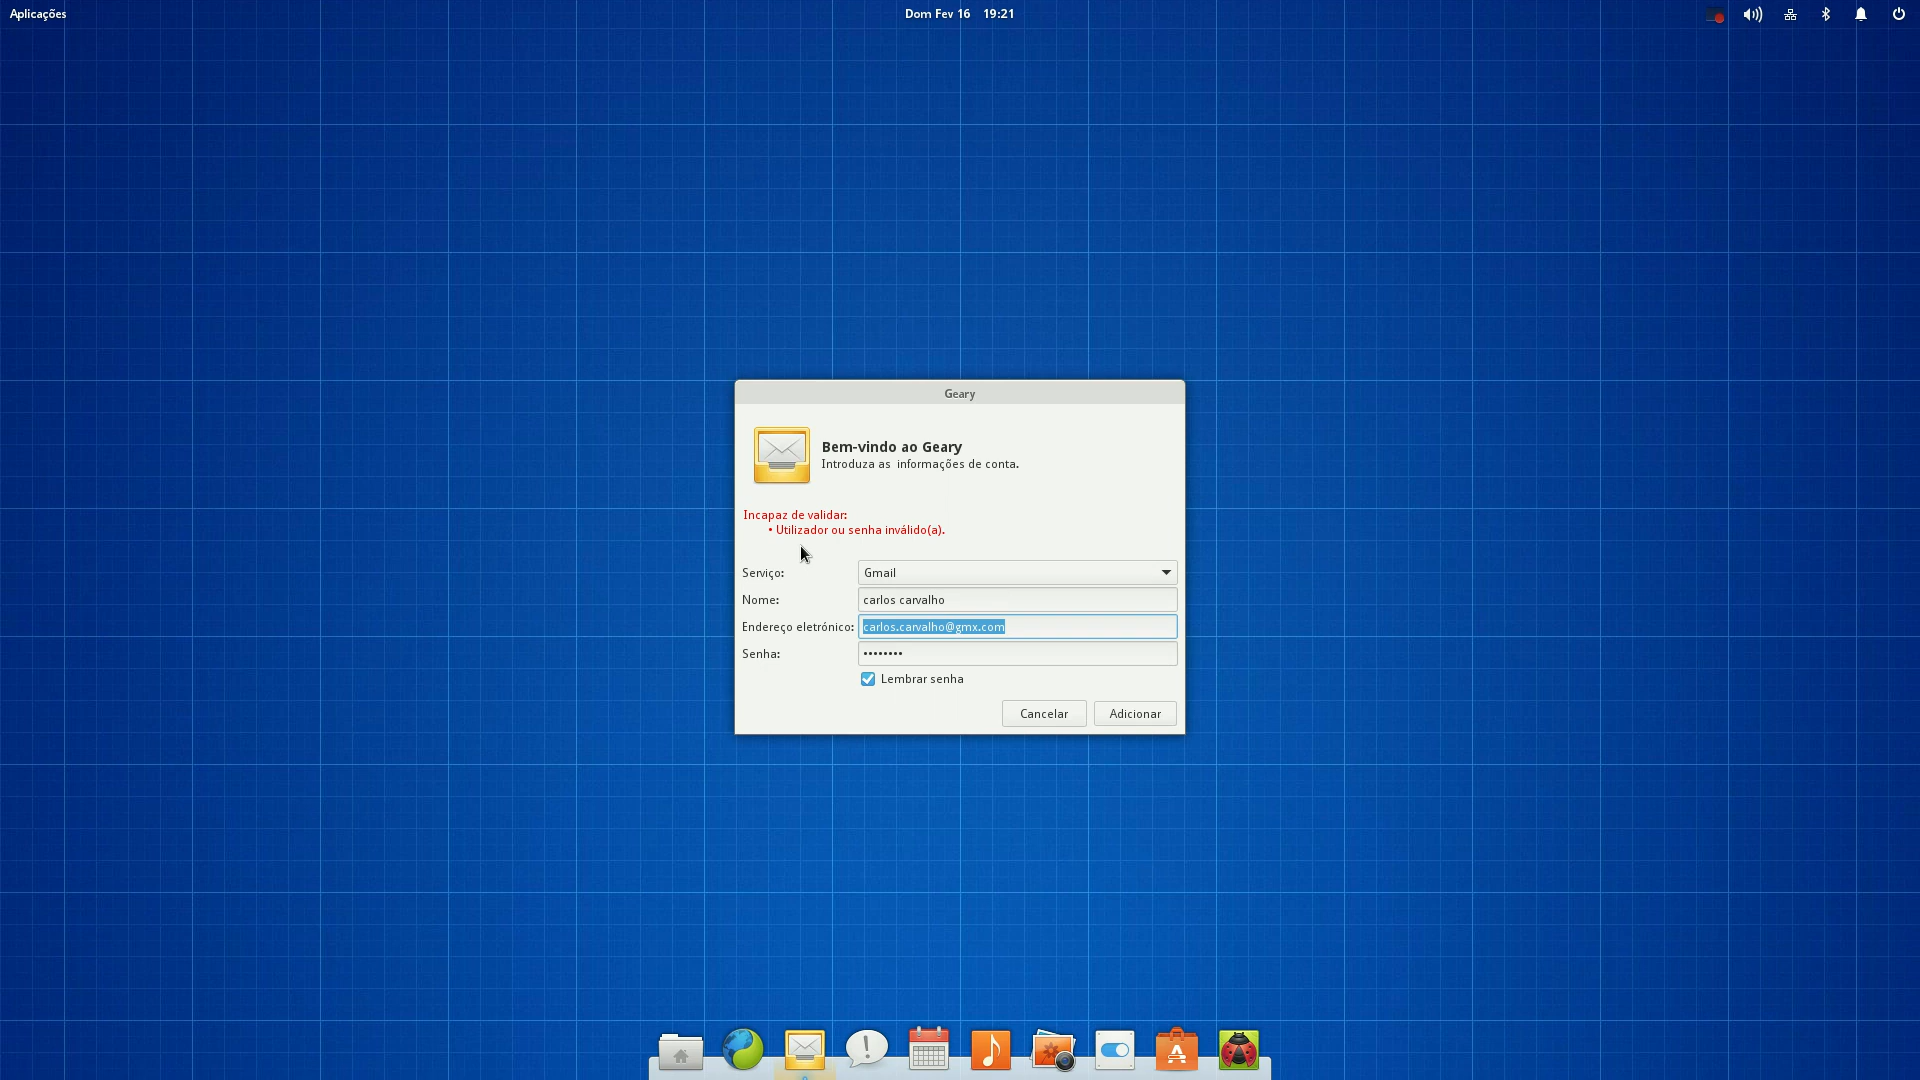 Aplicações
Dom Fev 16 19:21
Geary
Bem-vindo ao Geary
Introduza as informações de conta.
Incapaz de validar:
• Utilizador ou senha inválido(a).
Serviço: Gmail
Nome: carlos carvalho
Endereço eletrónico: carlos.carvalho@gmx.com
Senha: ••••••••
Lembrar senha
Cancelar Adicionar